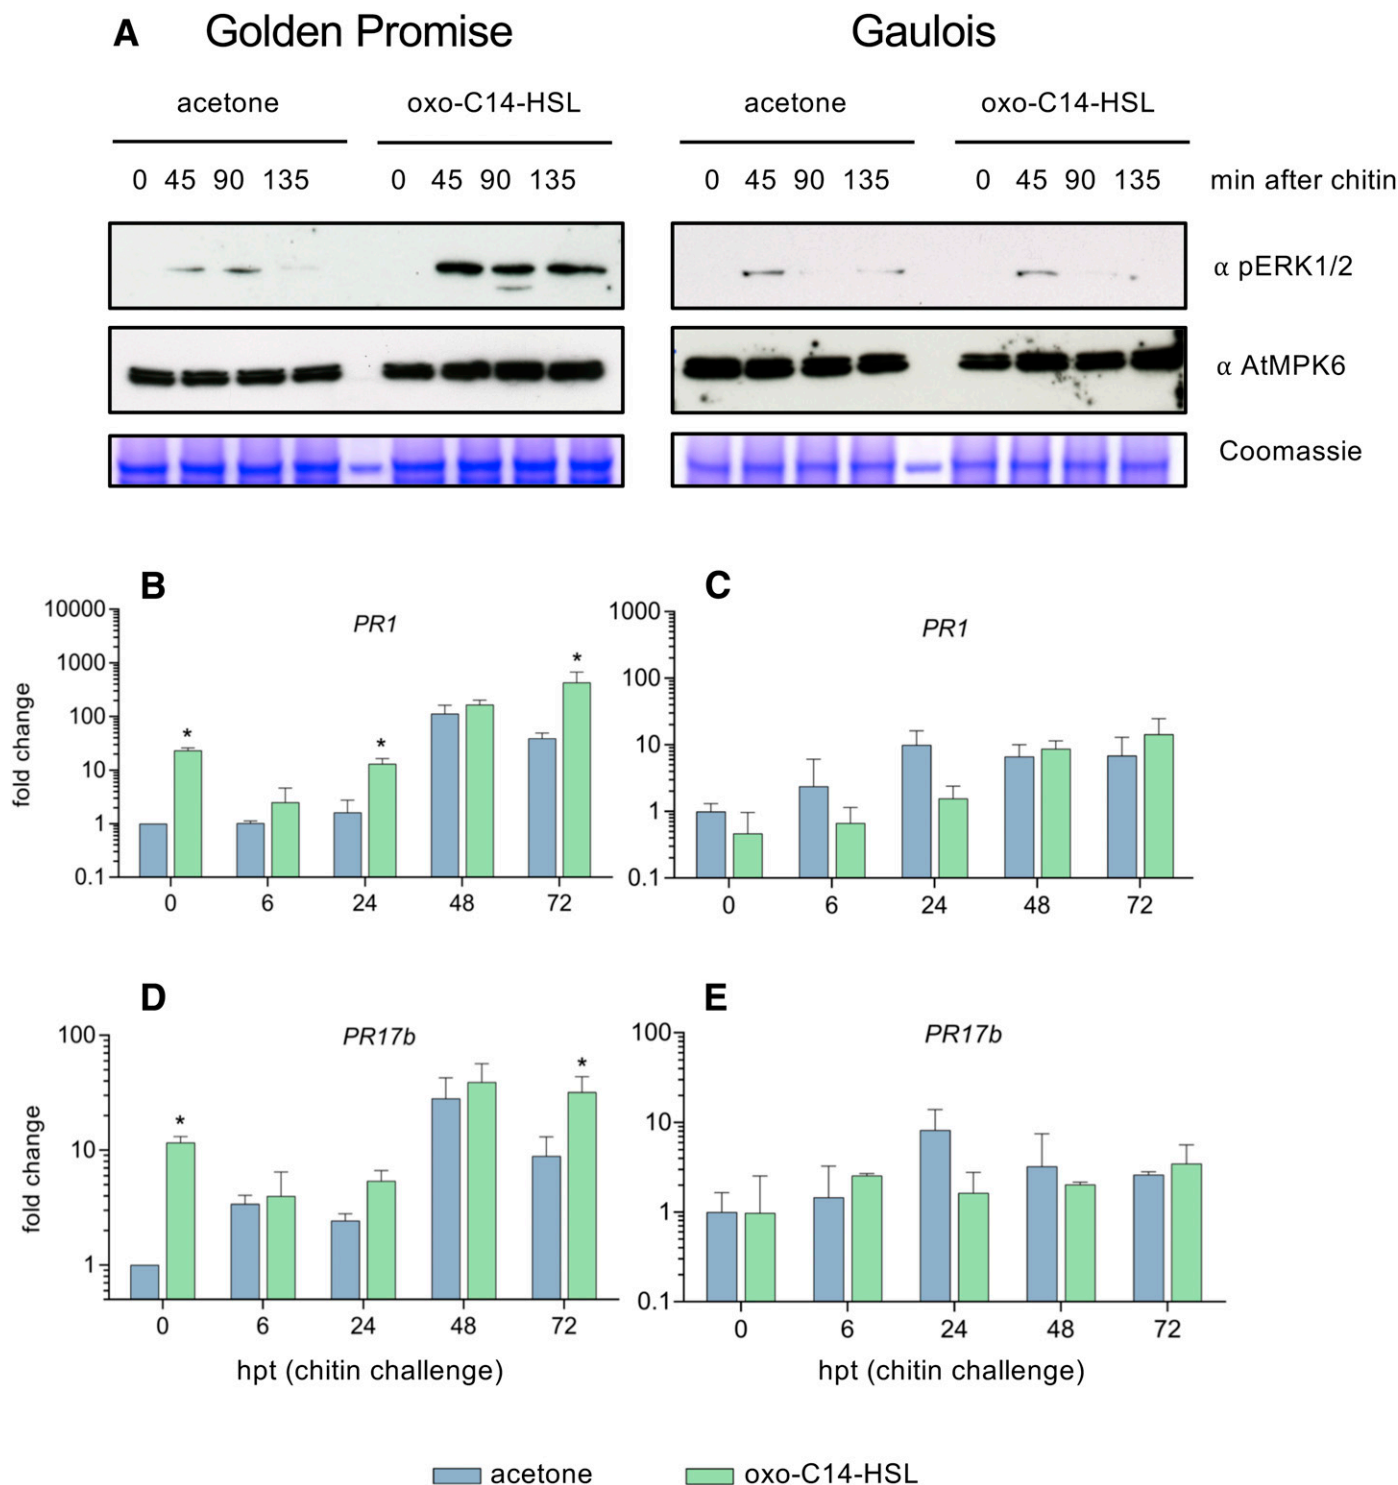 A Golden Promise Gaulois
acetone oxo-C14-HSL acetone oxo-C14-HSL
0 45 90 135 0 45 90 135 0 45 90 135 0 45 90 135 min after chitin
α pERK1/2
α AtMPK6
Coomassie
B
PR1
fold change
10000
1000
100
10
1
0.1
*
*
*
0 6 24 48 72
C
PR1
1000
100
10
1
0.1
0 6 24 48 72
D
PR17b
fold change
100
10
1
*
*
0 6 24 48 72
hpt (chitin challenge)
E
PR17b
100
10
1
0.1
0 6 24 48 72
hpt (chitin challenge)
acetone oxo-C14-HSL